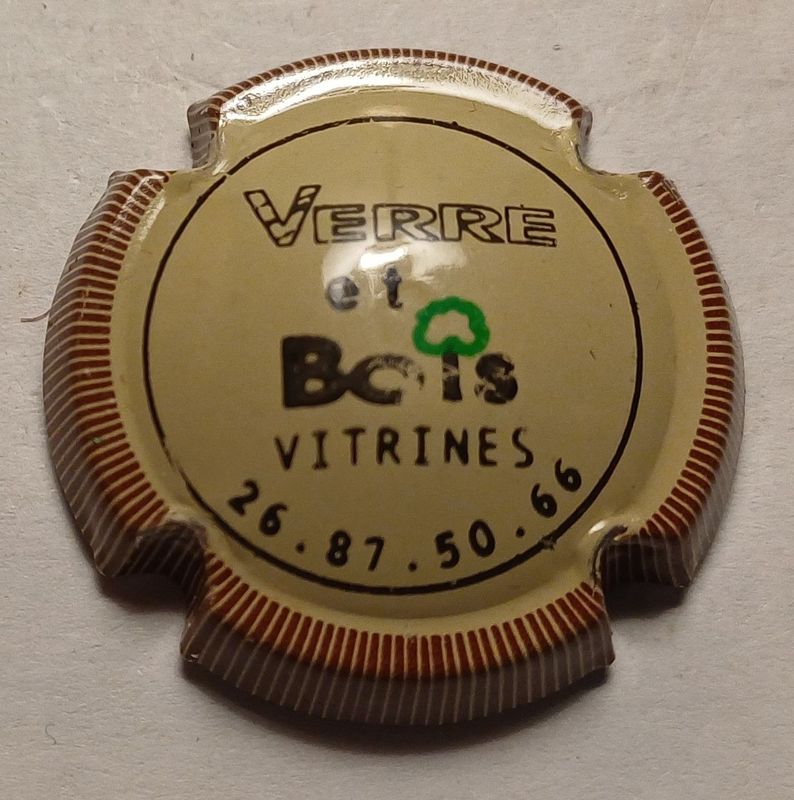 VERRE
et
Bois
VITRINES
26.87.50.66